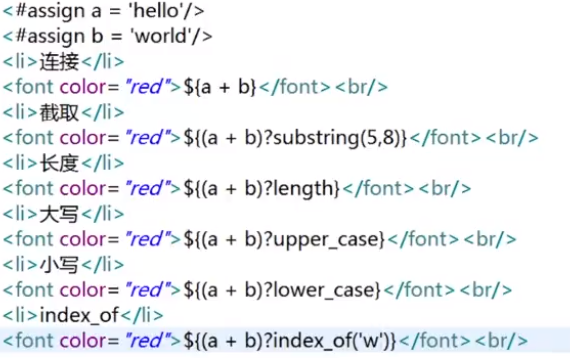 <#assign a = 'hello'/>
<#assign b = 'world'/>
<li>连接</li>
<font color="red">${a + b}</font><br/>
<li>截取</li>
<font color="red">${(a + b)?substring(5,8)}</font><br/>
<li>长度</li>
<font color="red">${(a + b)?length}</font><br/>
<li>大写</li>
<font color="red">${(a + b)?upper_case}</font><br/>
<li>小写</li>
<font color="red">${(a + b)?lower_case}</font><br/>
<li>index_of</li>
<font color="red">${(a + b)?index_of('w')}</font><br/>